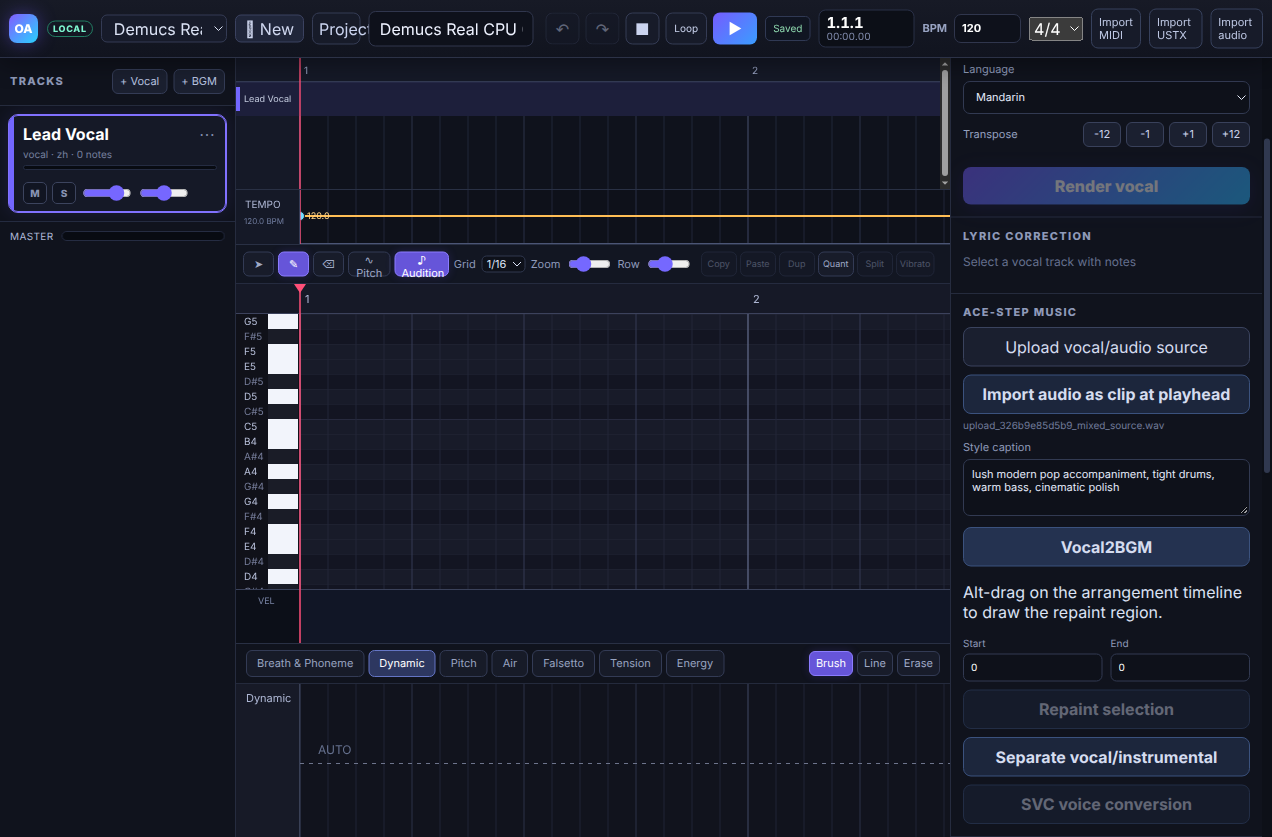 OA
LOCAL
Demucs Rea
New
Project
Demucs Real CPU
Loop
Saved
1.1.1
00:00.00
BPM
120
4/4
Import MIDI
Import USTX
Import audio
TRACKS
+ Vocal
+ BGM
Lead Vocal
vocal · zh · 0 notes
M
S
MASTER
1
2
Lead Vocal
TEMPO
120.0 BPM
120.0
Pitch
Audition
Grid
1/16
Zoom
Row
Copy
Paste
Dup
Quant
Split
Vibrato
1
2
G5
F#5
F5
E5
D#5
D5
C#5
C5
B4
A#4
A4
G#4
G4
F#4
F4
E4
D#4
D4
VEL
Breath & Phoneme
Dynamic
Pitch
Air
Falsetto
Tension
Energy
Brush
Line
Erase
Dynamic
AUTO
Language
Mandarin
Transpose
-12
-1
+1
+12
Render vocal
LYRIC CORRECTION
Select a vocal track with notes
ACE-STEP MUSIC
Upload vocal/audio source
Import audio as clip at playhead
upload_326b9e85d5b9_mixed_source.wav
Style caption
lush modern pop accompaniment, tight drums,
warm bass, cinematic polish
Vocal2BGM
Alt-drag on the arrangement timeline
to draw the repaint region.
Start
End
0
0
Repaint selection
Separate vocal/instrumental
SVC voice conversion